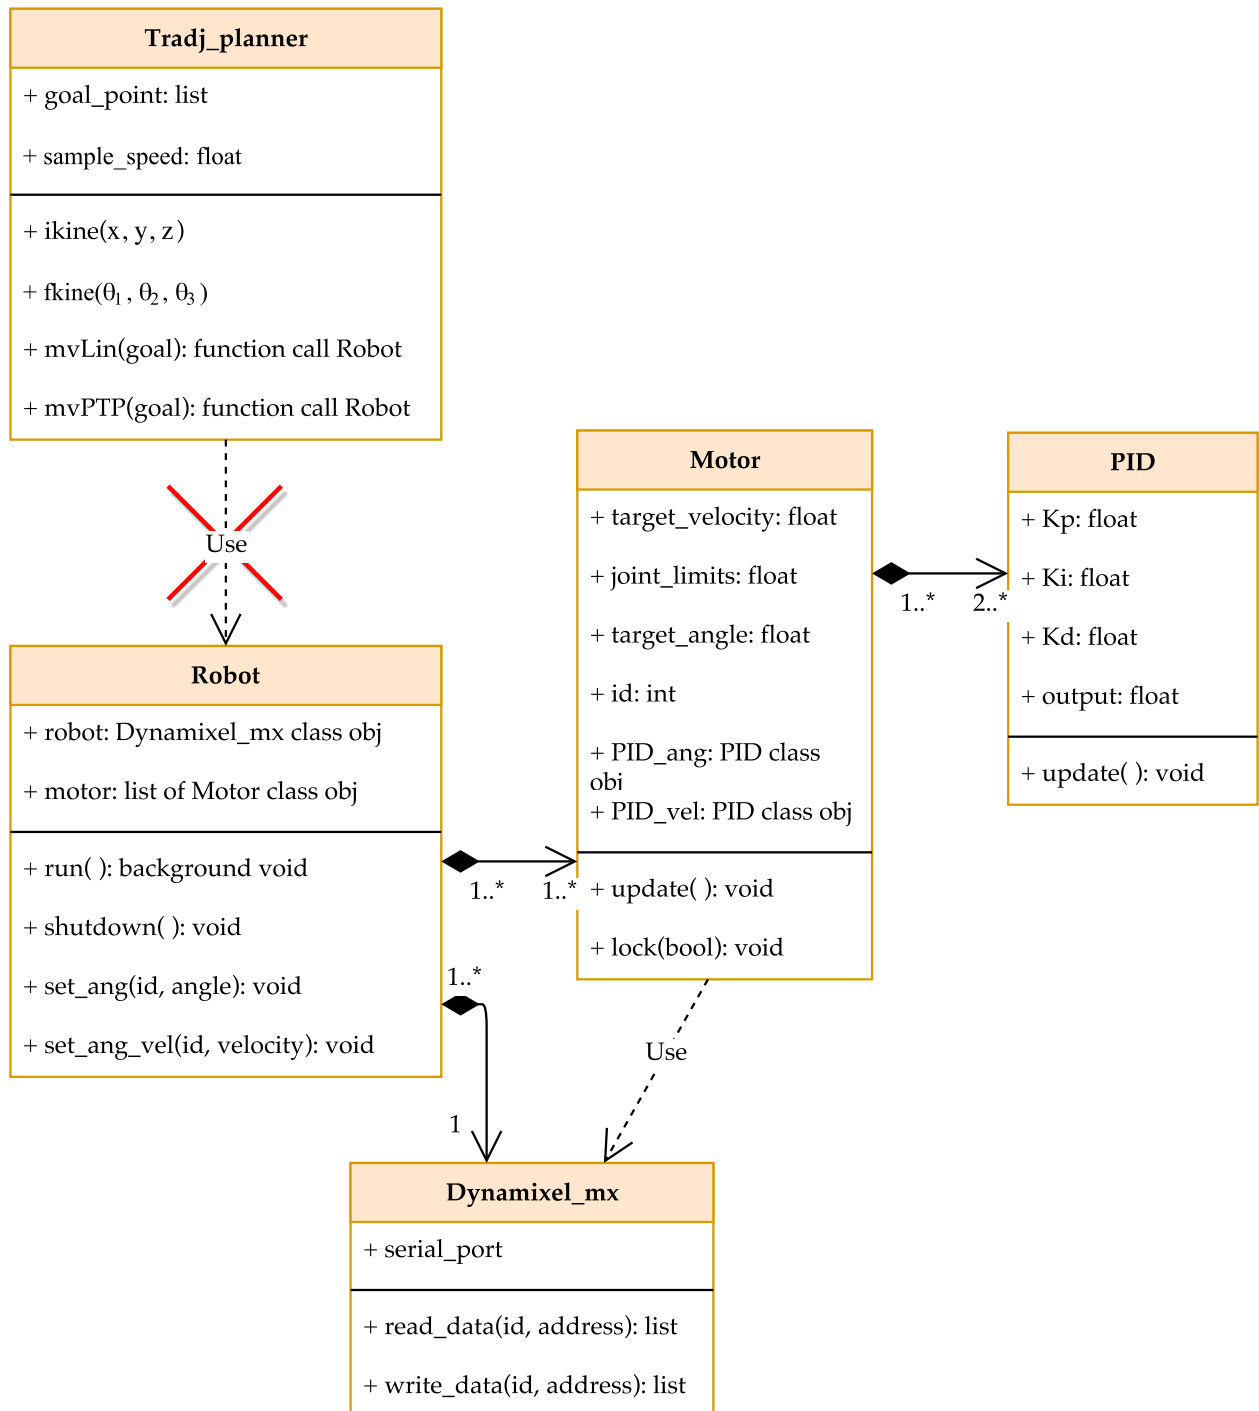 Tradj_planner
+ goal_point: list
+ sample_speed: float
+ ikine(x, y, z)
+ fkine(θ₁, θ₂, θ₃)
+ mvLin(goal): function call Robot
+ mvPTP(goal): function call Robot
Use
Robot
+ robot: Dynamixel_mx class obj
+ motor: list of Motor class obj
+ run( ): background void
+ shutdown( ): void
+ set_ang(id, angle): void
+ set_ang_vel(id, velocity): void
1..*
1..*
1..*
1
Motor
+ target_velocity: float
+ joint_limits: float
+ target_angle: float
+ id: int
+ PID_ang: PID class
obj
+ PID_vel: PID class obj
+ update( ): void
+ lock(bool): void
1..*
2..*
PID
+ Kp: float
+ Ki: float
+ Kd: float
+ output: float
+ update( ): void
Use
Dynamixel_mx
+ serial_port
+ read_data(id, address): list
+ write_data(id, address): list